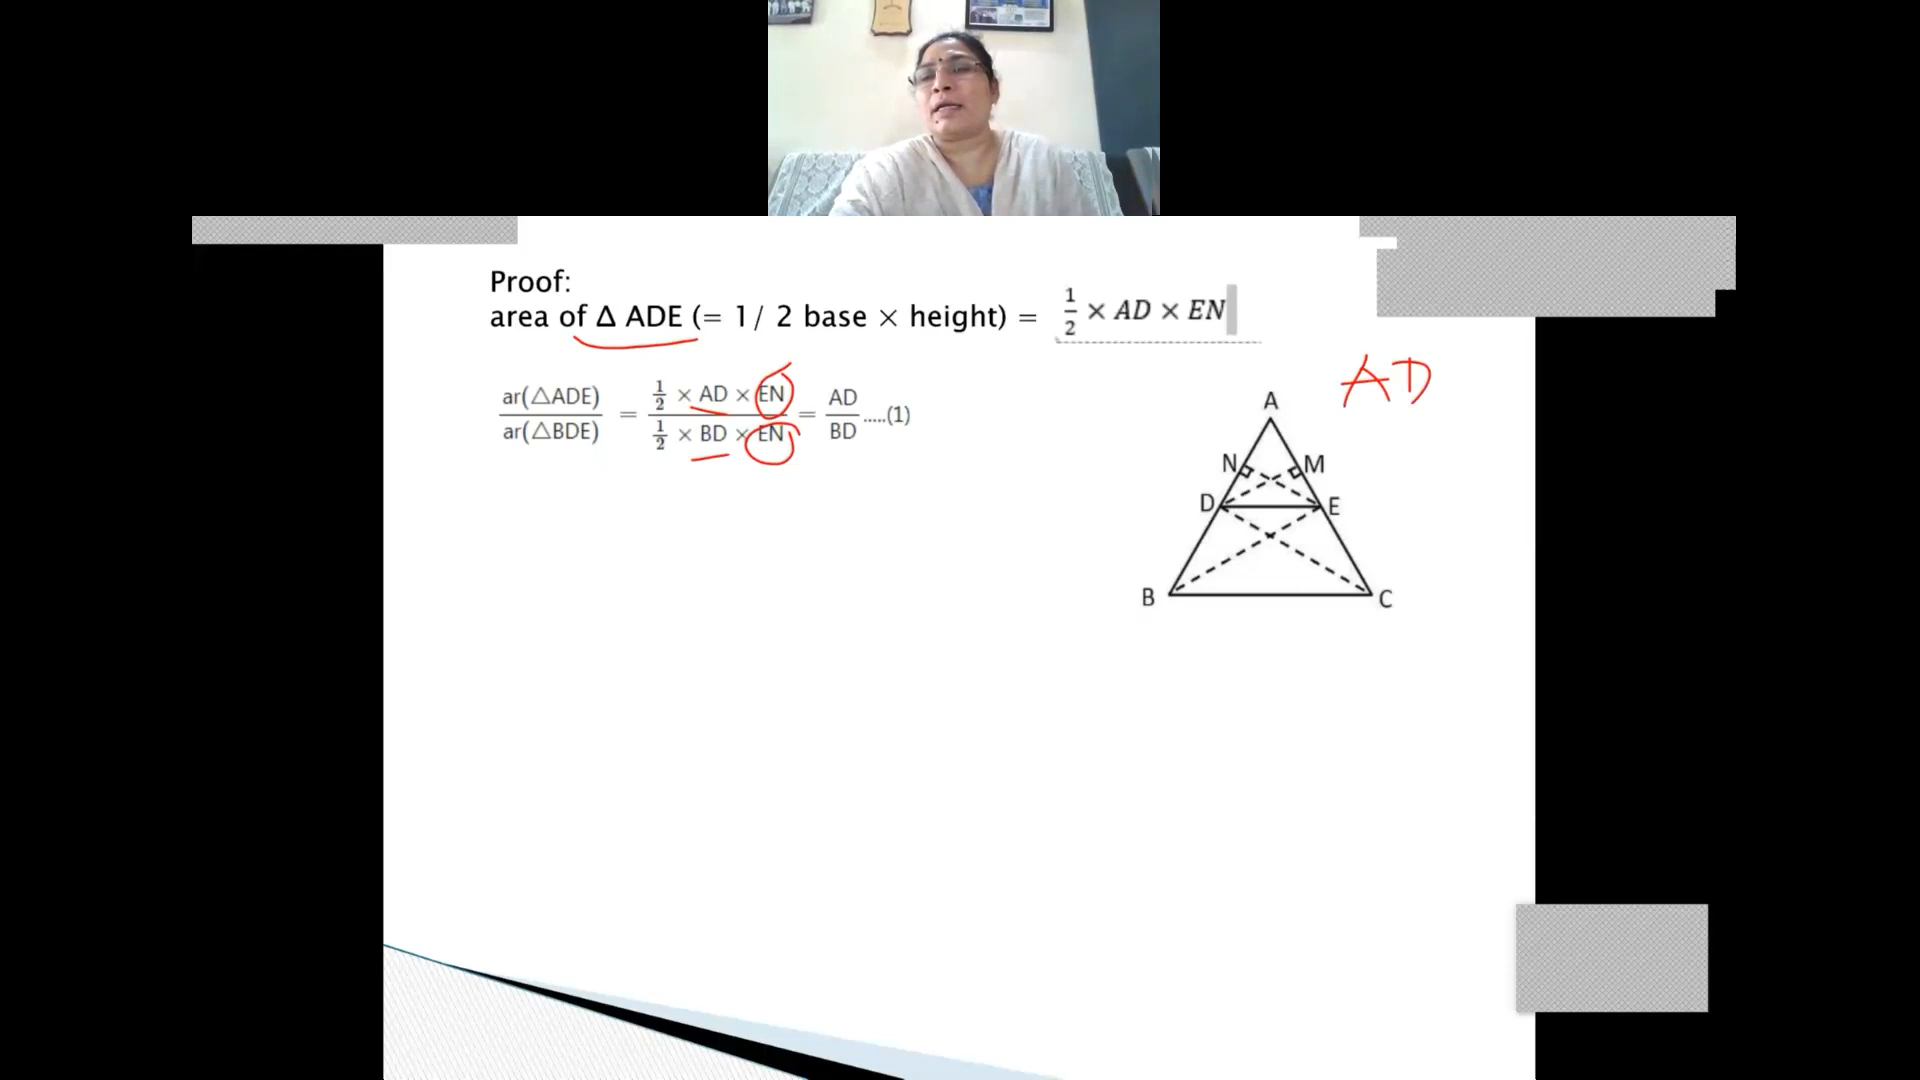 Proof:
area of Δ ADE (= 1/ 2 base × height) = 1/2 × AD × EN
ar(△ADE)/ar(△BDE) = (1/2 × AD × EN)/(1/2 × BD × EN) = AD/BD .....(1)
AD
A
N M
D E
B C